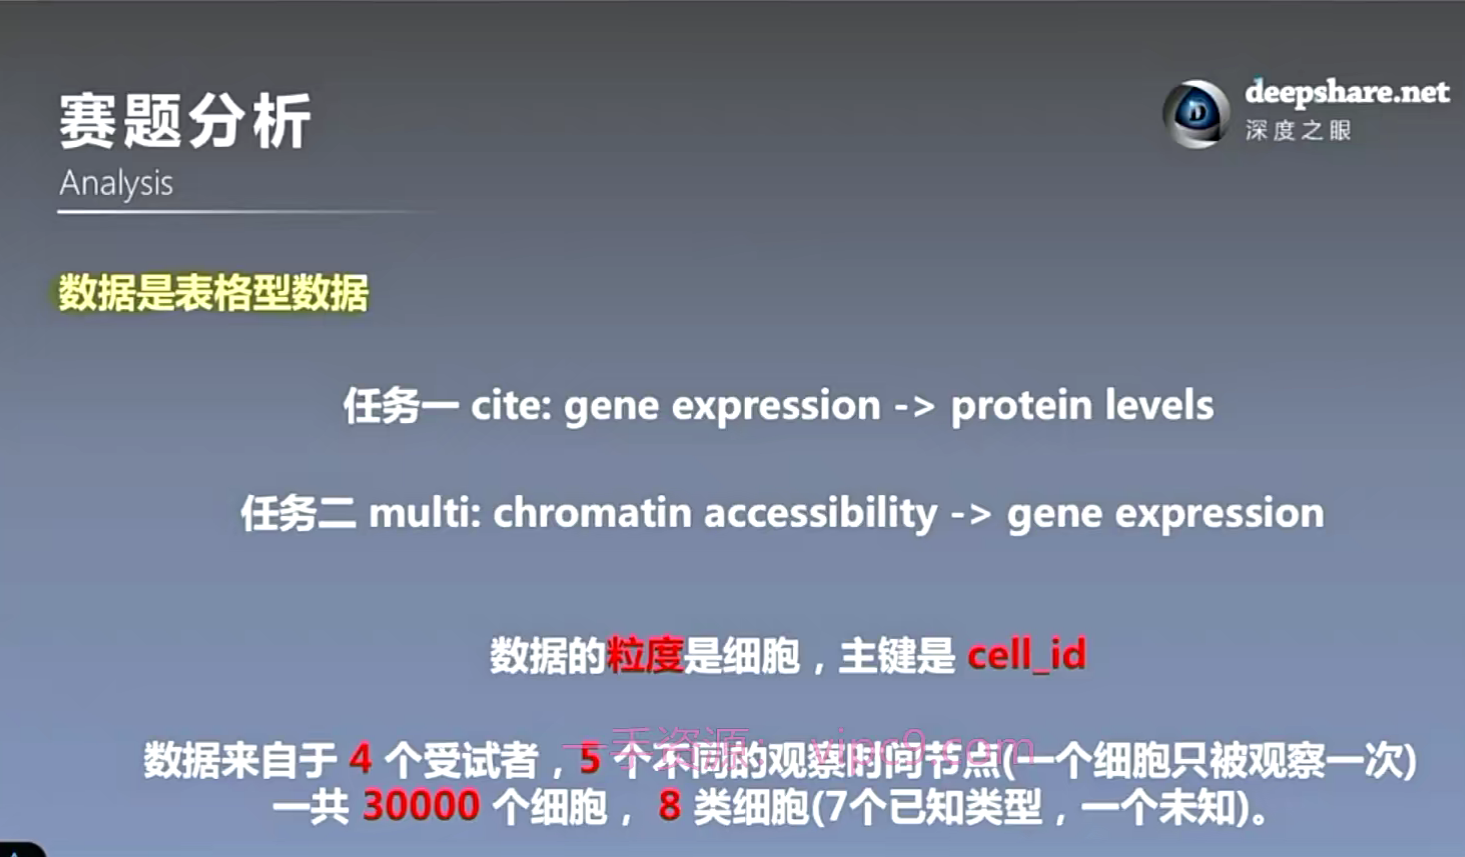 赛题分析
Analysis
deepshare.net
深度之眼
数据是表格型数据
任务一 cite: gene expression -> protein levels
任务二 multi: chromatin accessibility -> gene expression
数据的粒度是细胞，主键是 cell_id
一手资源：vipc9.com
数据来自于 4 个受试者，5 个不同的观察时间节点(一个细胞只被观察一次)
一共 30000 个细胞， 8 类细胞(7个已知类型，一个未知)。